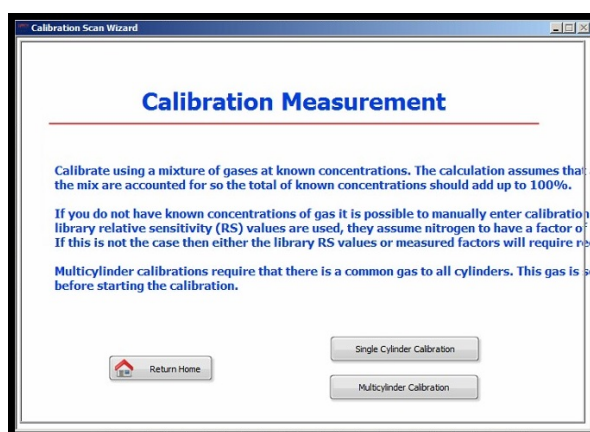 Calibration Scan Wizard
Calibration Measurement
Calibrate using a mixture of gases at known concentrations. The calculation assumes that
the mix are accounted for so the total of known concentrations should add up to 100%.
If you do not have known concentrations of gas it is possible to manually enter calibration
library relative sensitivity (RS) values are used, they assume nitrogen to have a factor of
If this is not the case then either the library RS values or measured factors will require
Multicylinder calibrations require that there is a common gas to all cylinders. This gas is
before starting the calibration.
Single Cylinder Calibration
Return Home
Multicylinder Calibration